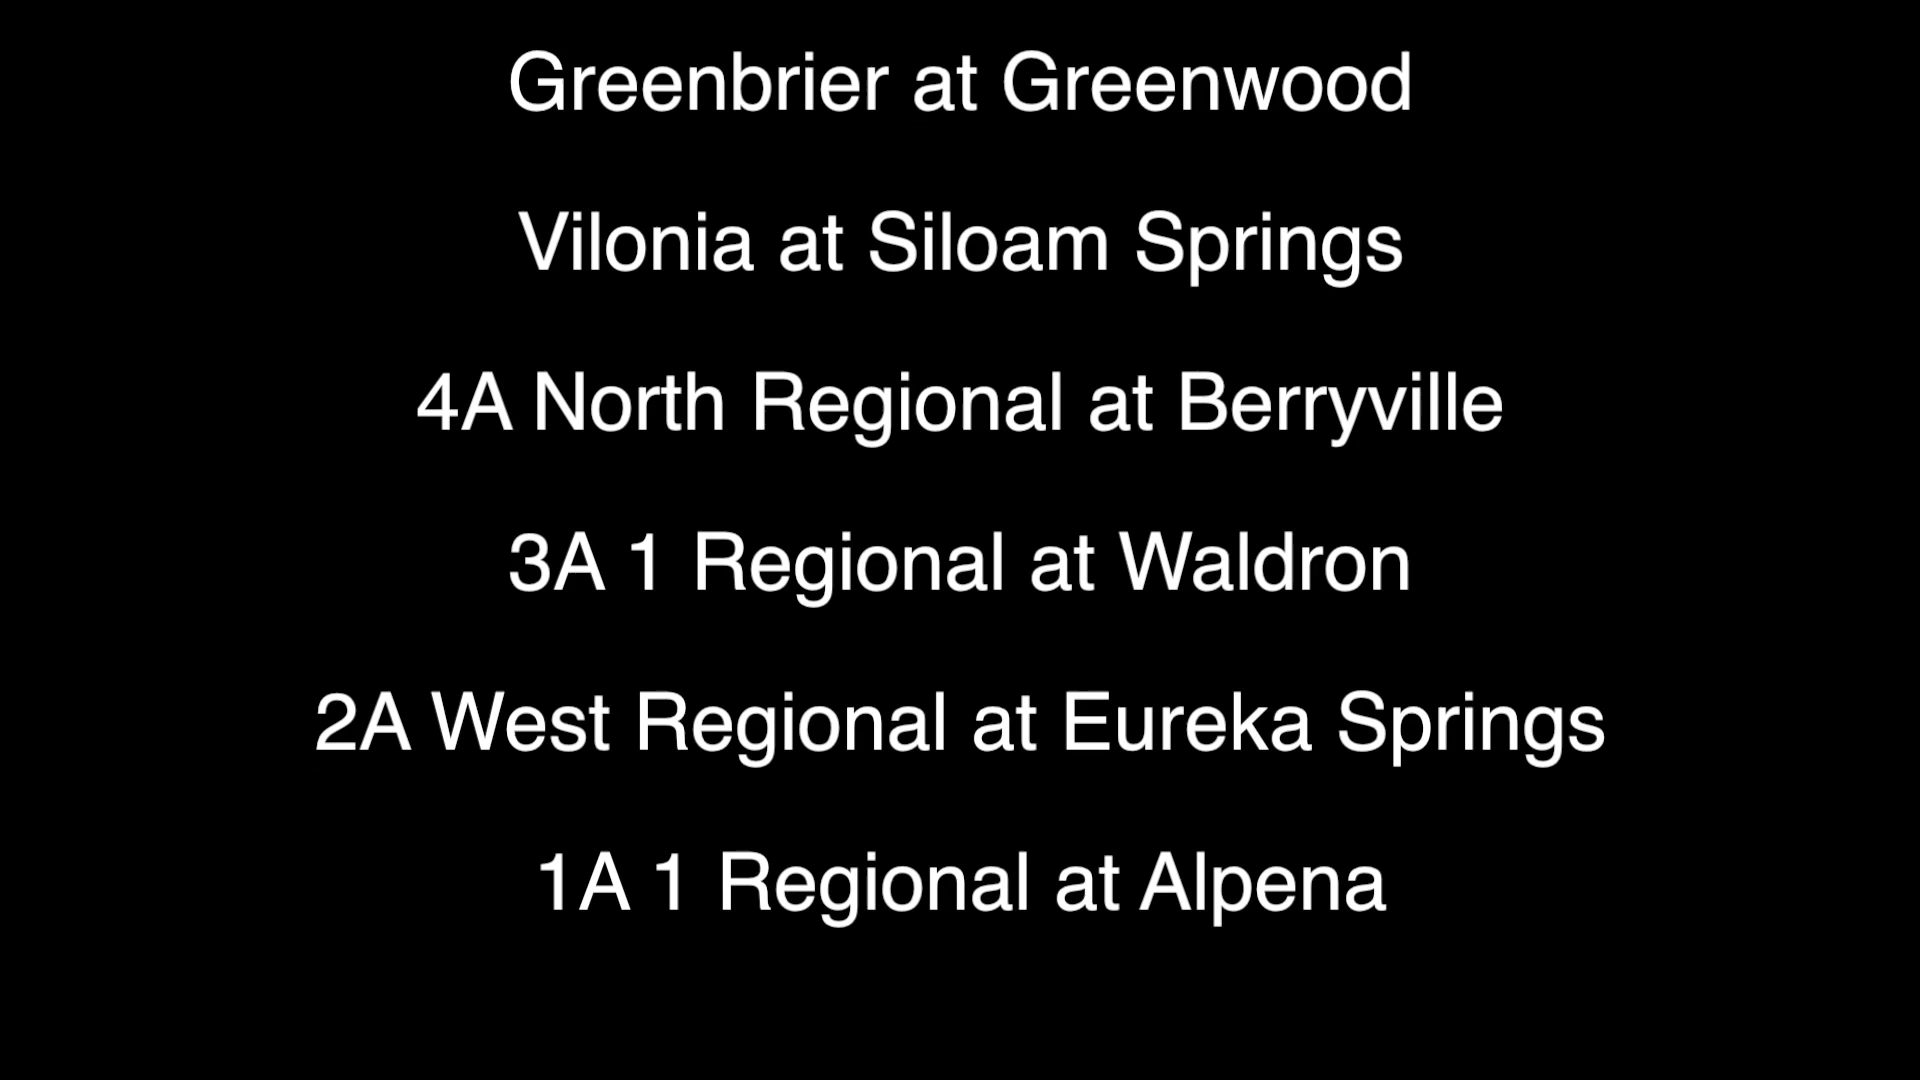 Greenbrier at Greenwood
Vilonia at Siloam Springs
4A North Regional at Berryville
3A 1 Regional at Waldron
2A West Regional at Eureka Springs
1A 1 Regional at Alpena